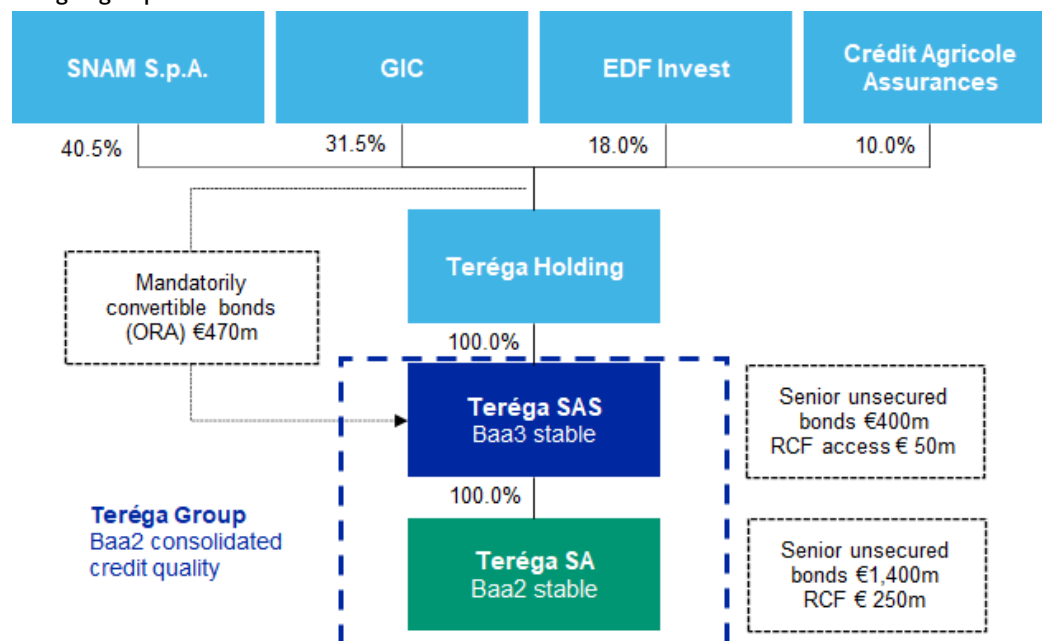 SNAM S.p.A.
GIC
EDF Invest
Crédit Agricole
Assurances
40.5%
31.5%
18.0%
10.0%
Teréga Holding
Mandatorily
convertible bonds
(ORA) €470m
100.0%
Teréga SAS
Baa3 stable
Senior unsecured
bonds €400m
RCF access € 50m
100.0%
Teréga Group
Baa2 consolidated
credit quality
Teréga SA
Baa2 stable
Senior unsecured
bonds €1,400m
RCF € 250m